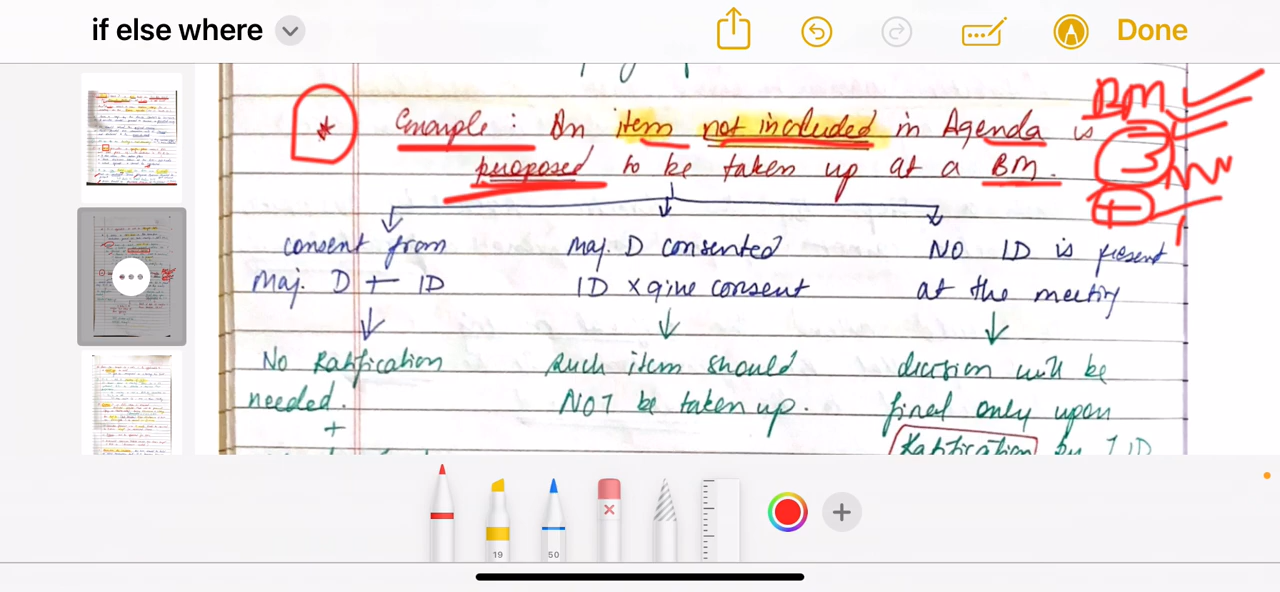 if else where
Done
BM
* Example : An item not included in Agenda is
proposed to be taken up at a BM.
3
consent from
Maj. D + ID
Maj. D consented
ID x give consent
NO ID is present
at the meeting
No Ratification
needed.
+
such item should
NOT be taken up.
decision will be
final only upon
Ratification by 1 ID
19
50